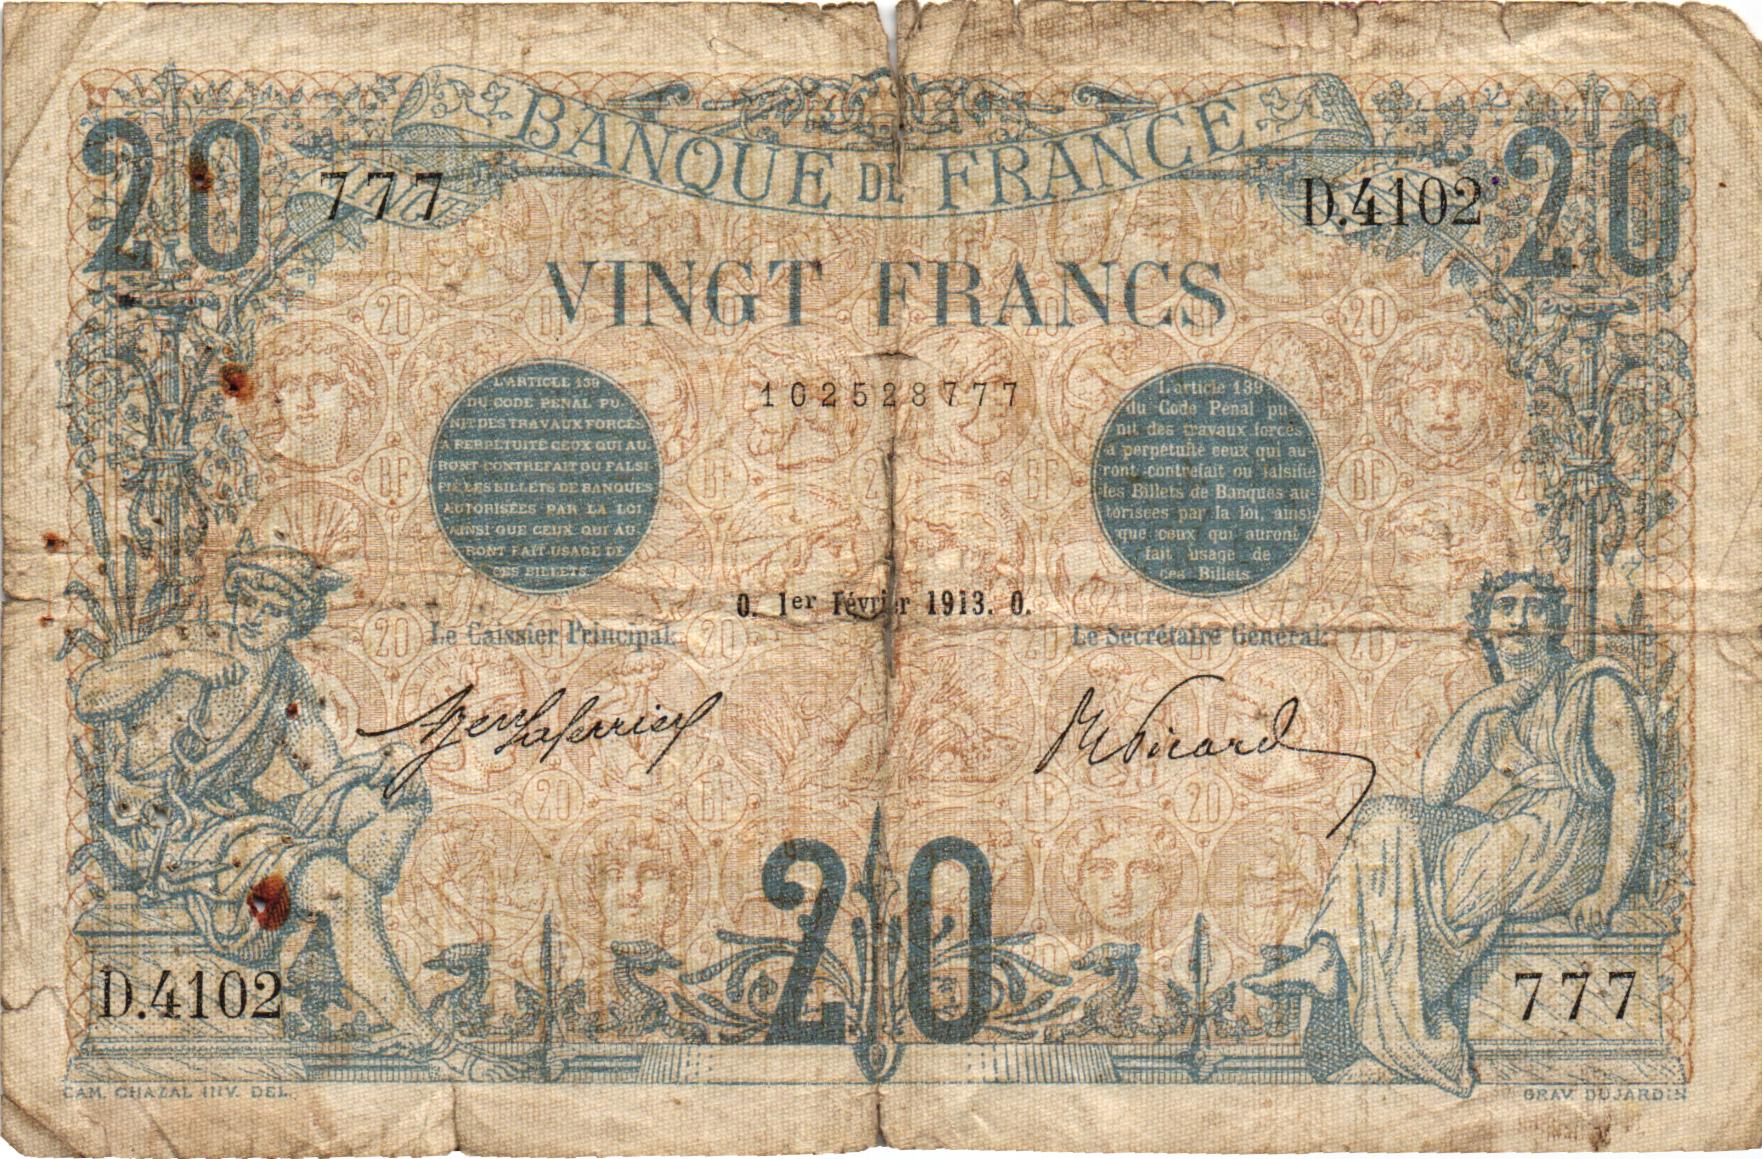 BANQUE DE FRANCE
20 777 D.4102 20
VINGT FRANCS
102528777
L'ARTICLE 139
DU CODE PENAL PU
NIT DES TRAVAUX FORCÉS
A PERPÉTUITÉ CEUX QUI AU
RONT CONTREFAIT OU FALSI
FIÉ LES BILLETS DE BANQUES
AUTORISÉES PAR LA LOI
AINSI QUE CEUX QUI AU
RONT FAIT USAGE DE
CES BILLETS
L'article 139
du Code Pénal pu-
nit des travaux forcés
à perpétuité ceux qui au-
ront contrefait ou falsifié
les Billets de Banques au-
torisées par la loi, ainsi
que ceux qui auront
fait usage de
ces Billets
O. 1er Février 1913. O.
Le Caissier Principal. Le Secrétaire Général.
Picard
20
D.4102 777
CAM. CHAZAL INV. DEL. GRAV. DUJARDIN